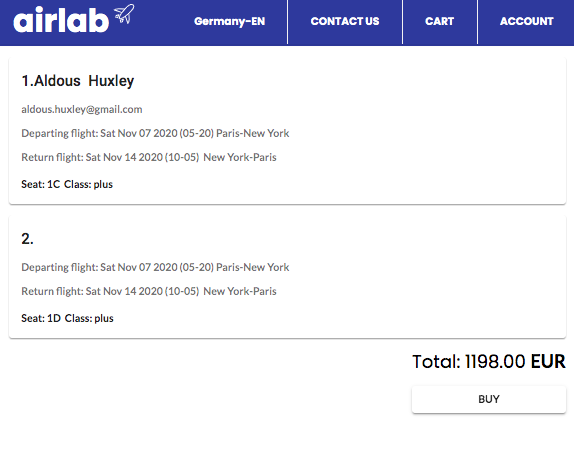 airlab
Germany-EN
CONTACT US
CART
ACCOUNT
1.Aldous Huxley
aldous.huxley@gmail.com
Departing flight: Sat Nov 07 2020 (05-20) Paris-New York
Return flight: Sat Nov 14 2020 (10-05) New York-Paris
Seat: 1C Class: plus
2.
Departing flight: Sat Nov 07 2020 (05-20) Paris-New York
Return flight: Sat Nov 14 2020 (10-05) New York-Paris
Seat: 1D Class: plus
Total: 1198.00 EUR
BUY